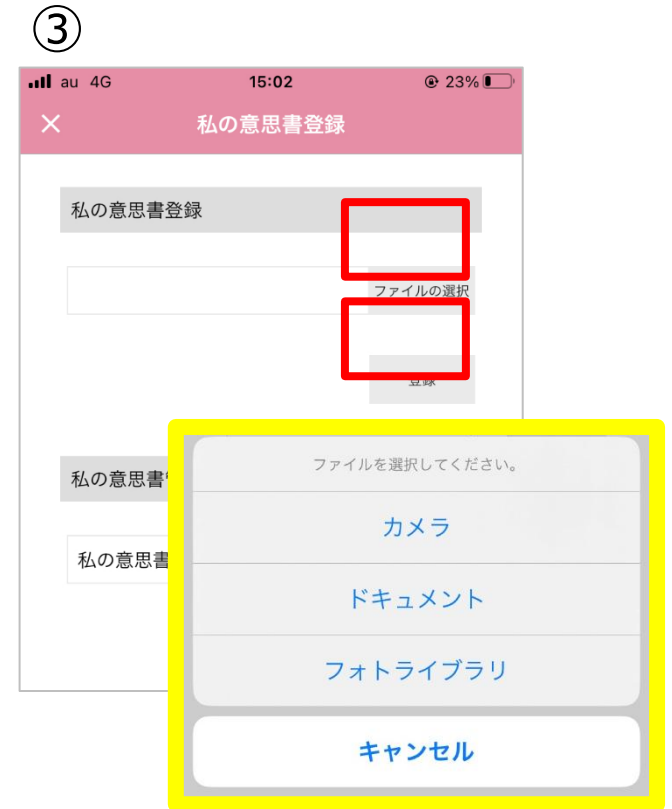 ③
au 4G 15:02 23%
× 私の意思書登録
私の意思書登録
ファイルの選択
登録
私の意思書
私の意思書
ファイルを選択してください。
カメラ
ドキュメント
フォトライブラリ
キャンセル